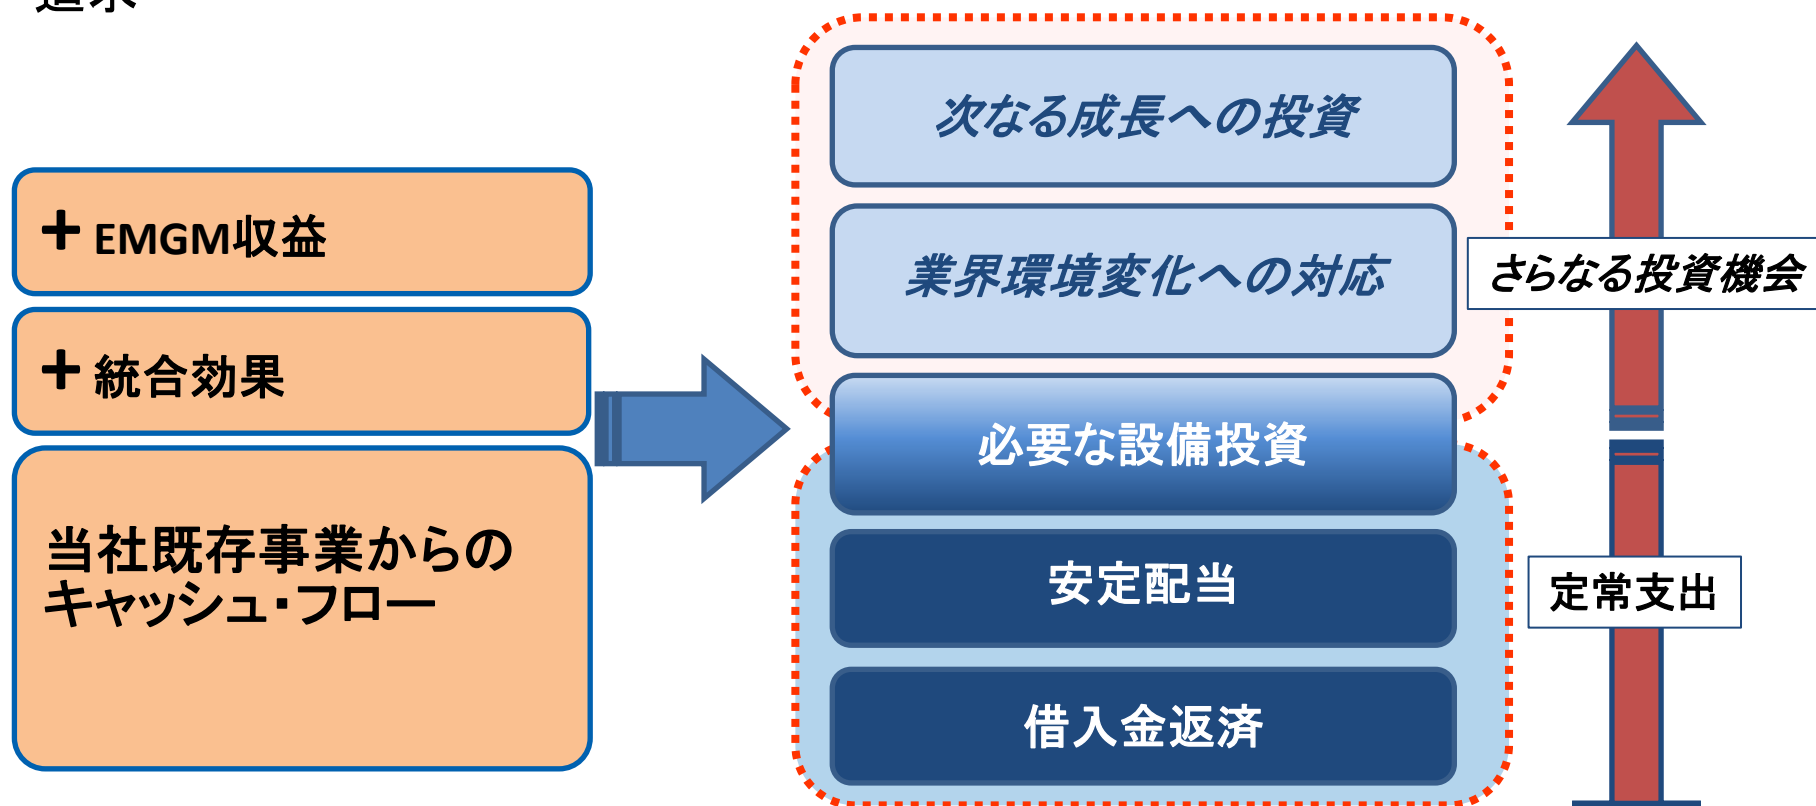 ＋ EMGM収益
＋ 統合効果
当社既存事業からの
キャッシュ・フロー
次なる成長への投資
業界環境変化への対応
必要な設備投資
安定配当
借入金返済
さらなる投資機会
定常支出